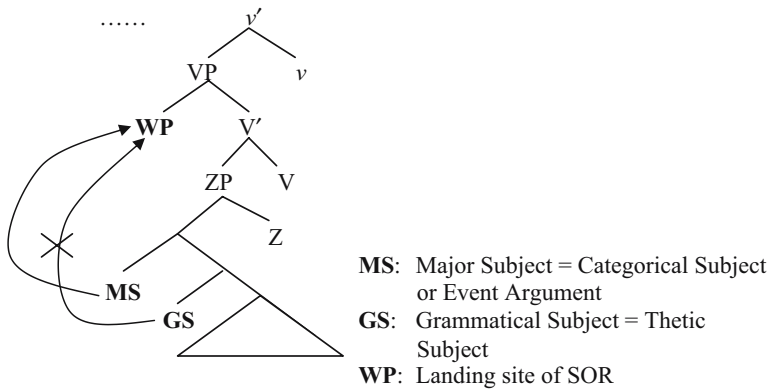 ...... v′
VP v
WP V′
ZP V
Z
MS
GS
MS: Major Subject = Categorical Subject
or Event Argument
GS: Grammatical Subject = Thetic
Subject
WP: Landing site of SOR